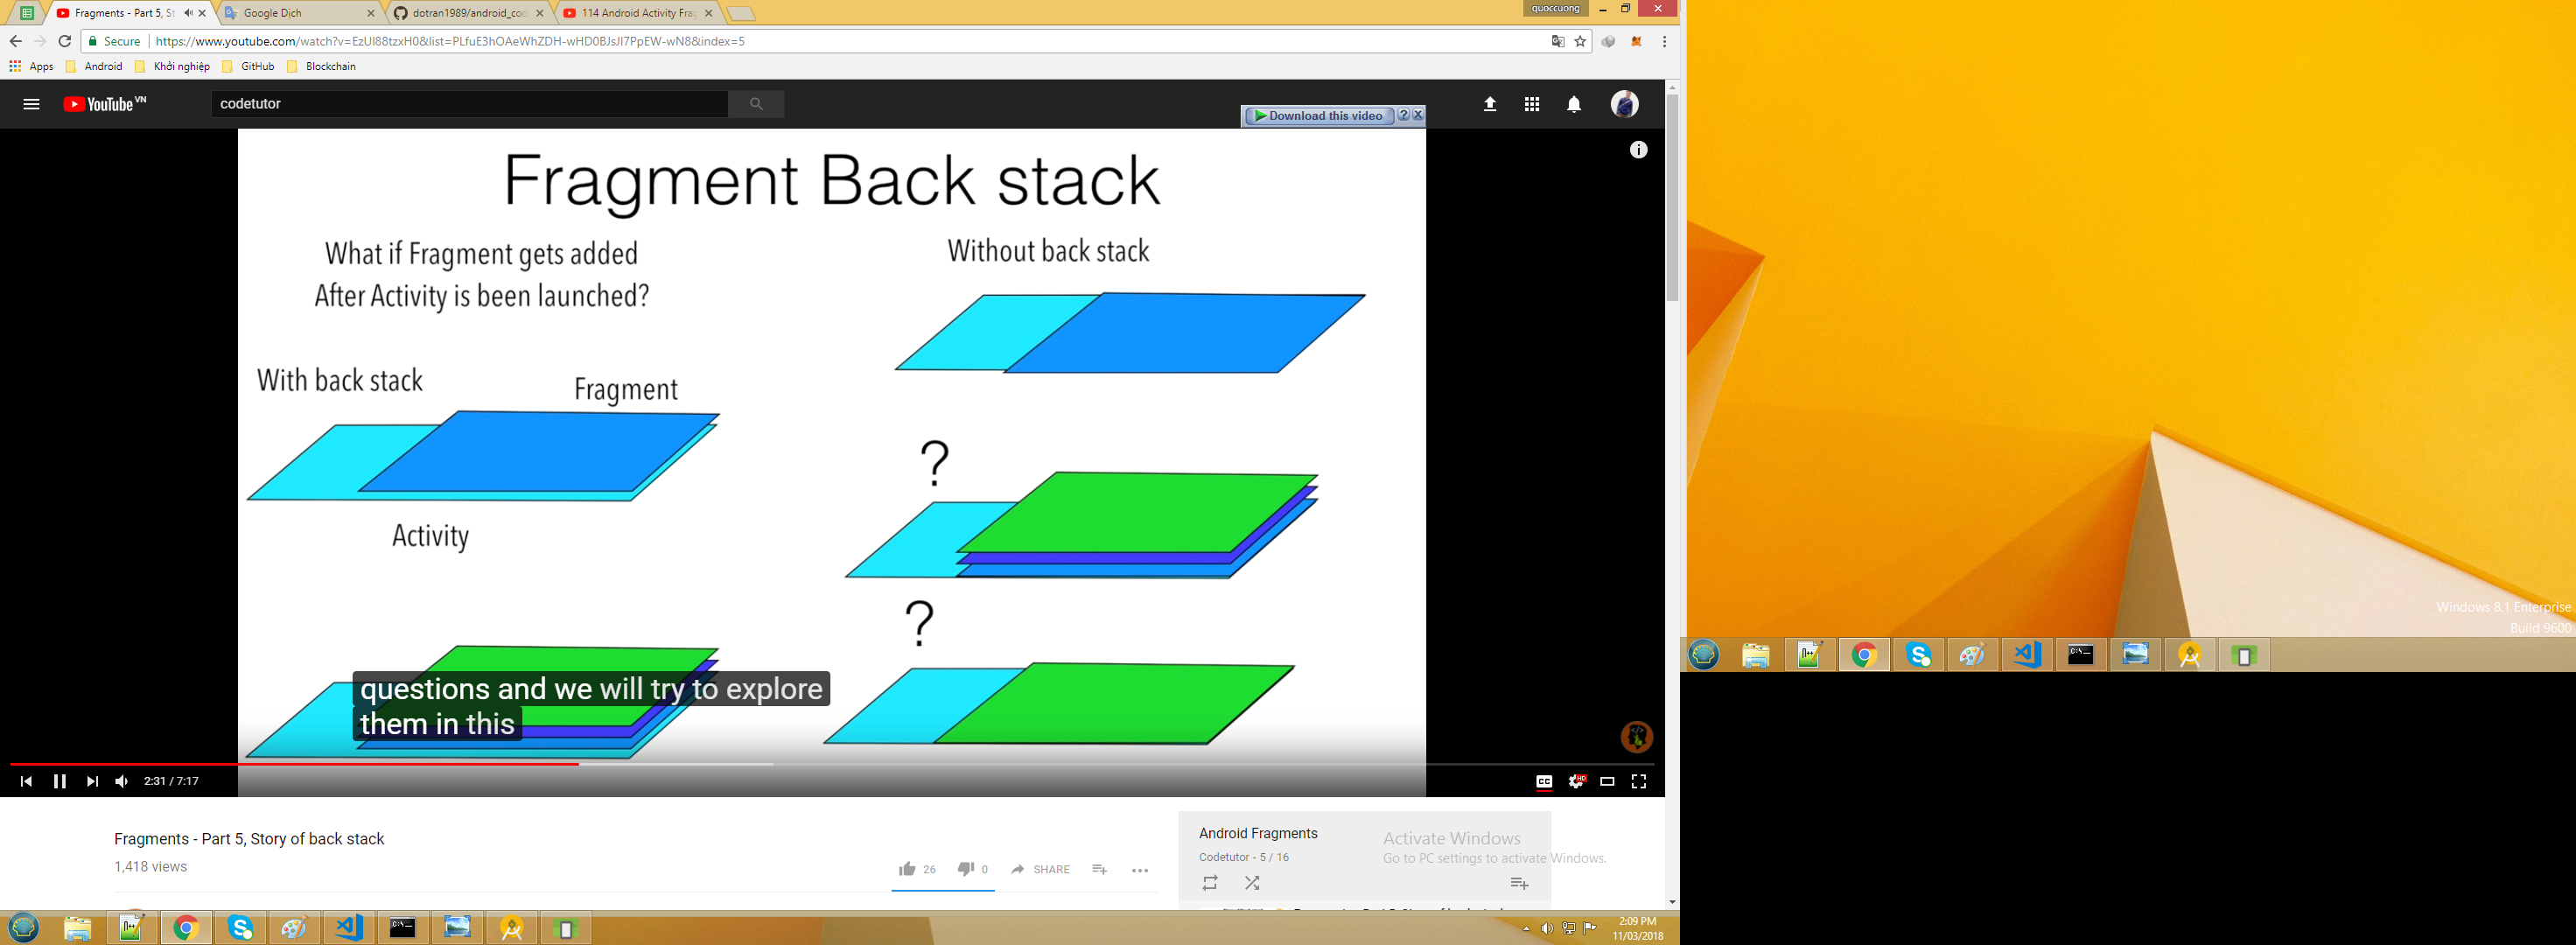 Fragments - Part 5, St
Google Dịch
dotran1989/android_cod
114 Android Activity Frag
quoccuong
Secure
https://www.youtube.com/watch?v=EzUI88tzxH0&list=PLfuE3hOAeWhZDH-wHD0BJsJI7PpEW-wN8&index=5
Apps
Android
Khởi nghiệp
GitHub
Blockchain
YouTube VN
codetutor
Download this video
?
Fragment Back stack
What if Fragment gets added
After Activity is been launched?
Without back stack
With back stack
Fragment
Activity
?
?
questions and we will try to explore
them in this
2:31 / 7:17
CC
HD
Fragments - Part 5, Story of back stack
1,418 views
26
0
SHARE
Android Fragments
Codetutor - 5 / 16
Activate Windows
Go to PC settings to activate Windows.
2:09 PM
11/03/2018
Windows 8.1 Enterprise
Build 9600